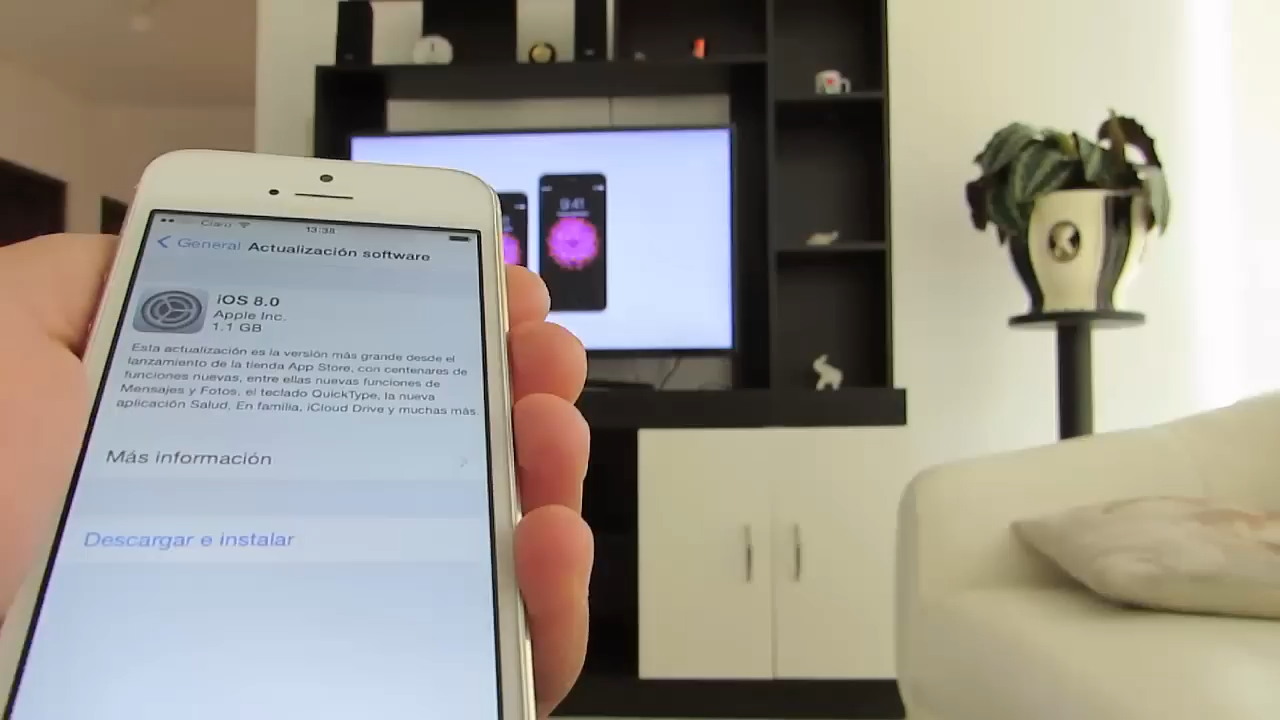 Claro 13:38
General Actualización software
iOS 8.0
Apple Inc.
1.1 GB
Esta actualización es la versión más grande desde el
lanzamiento de la tienda App Store, con centenares de
funciones nuevas, entre ellas nuevas funciones de
Mensajes y Fotos, el teclado QuickType, la nueva
aplicación Salud, En familia, iCloud Drive y muchas más.
Más información
Descargar e instalar
9:41
K